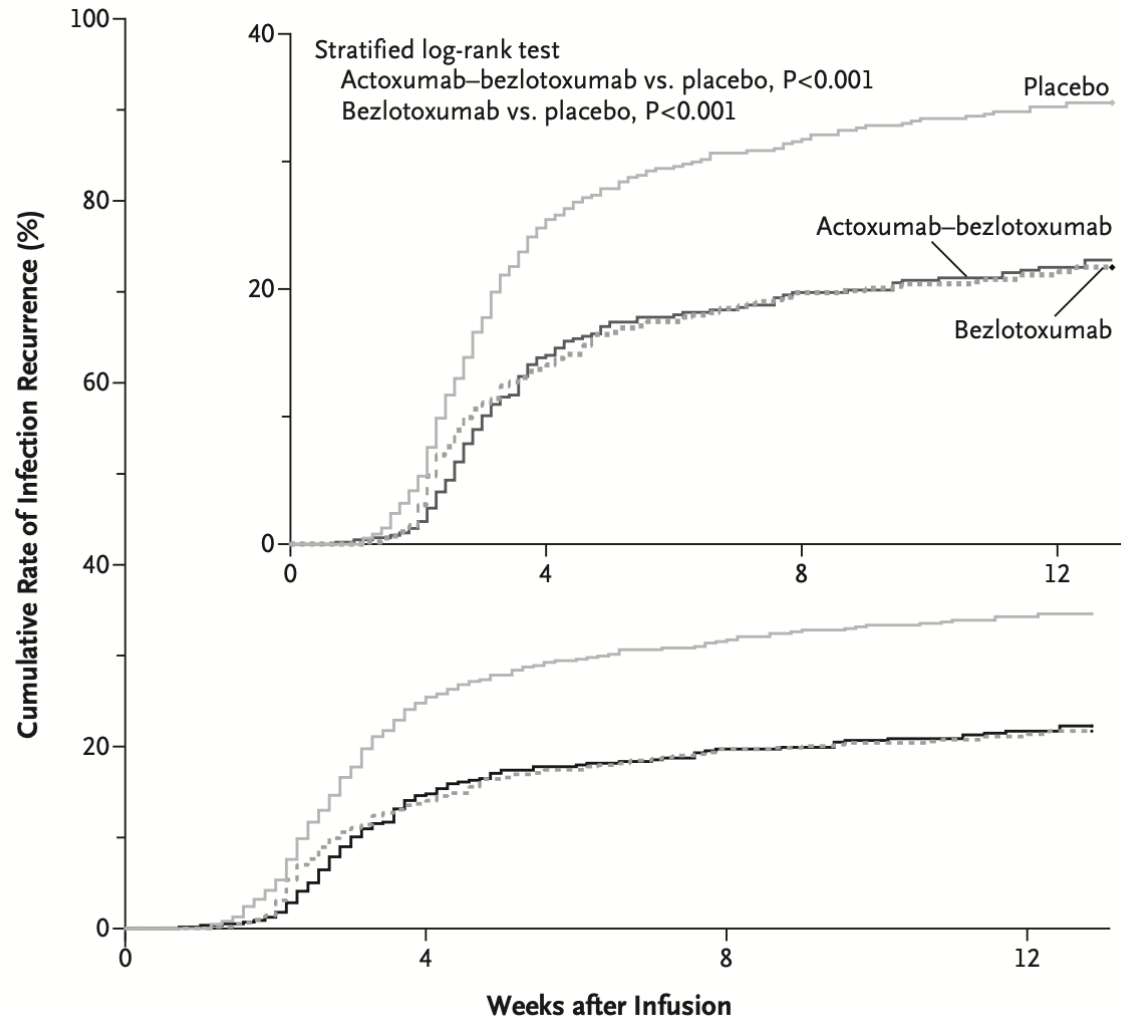 100
80
60
40
20
0
Cumulative Rate of Infection Recurrence (%)
40
20
0
Stratified log-rank test
Actoxumab–bezlotoxumab vs. placebo, P<0.001
Bezlotoxumab vs. placebo, P<0.001
Placebo
Actoxumab–bezlotoxumab
Bezlotoxumab
0 4 8 12
0 4 8 12
Weeks after Infusion